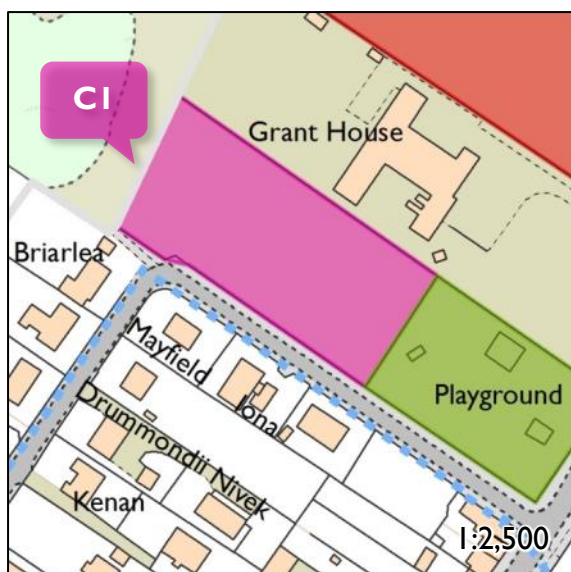 C1
Grant House
Briarlea
Mayfield
Iona
Playground
Drummondii Nivek
Kenan
1:2,500